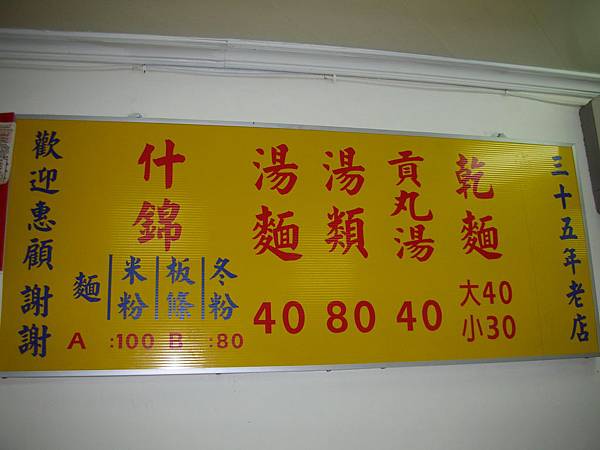 三十五年老店
乾麵
大40
小30
貢丸湯
40
湯類
80
湯麵
40
什錦
冬粉
板條
米粉
麵
A :100 B :80
歡迎惠顧謝謝